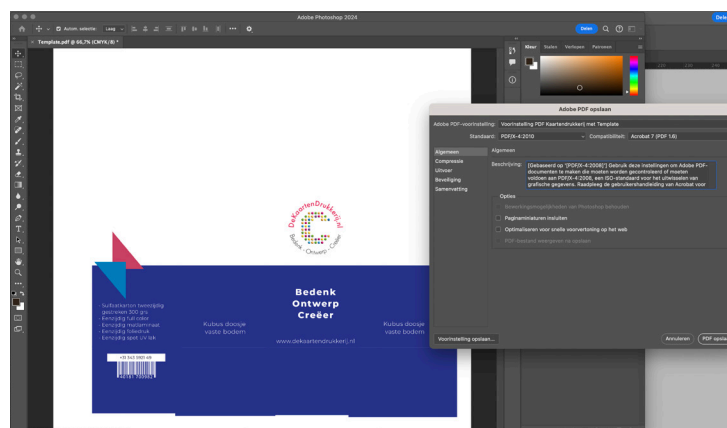 Adobe Photoshop 2024
Autom. selectie:
Laag
Delen
Template.pdf @ 66,7% (CMYK/8) *
Kleur
Stalen
Verlopen
Patronen
Adobe PDF opslaan
Adobe PDF-voorinstelling:
Voorinstelling PDF Kaartendrukkerij met Template
Standaard:
PDF/X-4:2010
Compatibiliteit:
Acrobat 7 (PDF 1.6)
Algemeen
Compressie
Uitvoer
Beveiliging
Samenvatting
Algemeen
Beschrijving:
[Gebaseerd op '[PDF/X-4:2008]'] Gebruik deze instellingen om Adobe PDF-
documenten te maken die moeten worden gecontroleerd of moeten
voldoen aan PDF/X-4:2008, een ISO-standaard voor het uitwisselen van
grafische gegevens. Raadpleeg de gebruikershandleiding van Acrobat voor
Opties
Bewerkingsmogelijkheden van Photoshop behouden
Paginaminiaturen insluiten
Optimaliseren voor snelle voorvertoning op het web
PDF-bestand weergeven na opslaan
Voorinstelling opslaan...
Annuleren
PDF opsla
DeKaartenDrukkerij.nl
Bedenk - Ontwerp - Creëer
- Sulfaatkarton tweezijdig
gestreken 300 grs
- Eenzijdig full color
- Eenzijdig matlaminaat
- Eenzijdig foliedruk
- Eenzijdig spot UV lak
Kubus doosje
vaste bodem
Bedenk
Ontwerp
Creëer
www.dekaartendrukkerij.nl
Kubus doosje
vaste bodem